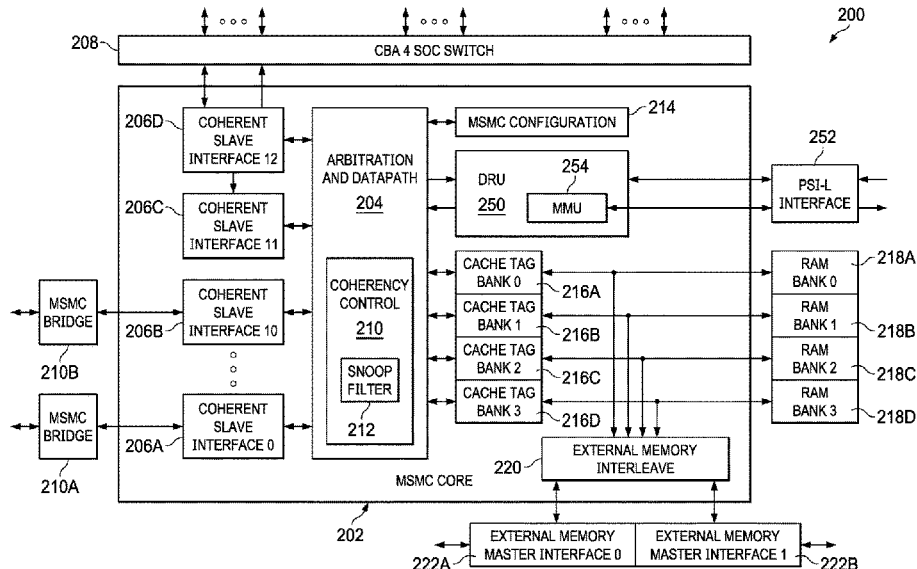 200
208
CBA 4 SOC SWITCH
206D
COHERENT
SLAVE
INTERFACE 12
206C
COHERENT
SLAVE
INTERFACE 11
MSMC
BRIDGE
210B
206B
COHERENT
SLAVE
INTERFACE 10
MSMC
BRIDGE
210A
206A
COHERENT
SLAVE
INTERFACE 0
ARBITRATION
AND DATAPATH
204
COHERENCY
CONTROL
210
SNOOP
FILTER
212
MSMC CONFIGURATION
214
DRU
250
254
MMU
252
PSI-L
INTERFACE
CACHE TAG
BANK 0
216A
CACHE TAG
BANK 1
216B
CACHE TAG
BANK 2
216C
CACHE TAG
BANK 3
216D
RAM
BANK 0
218A
RAM
BANK 1
218B
RAM
BANK 2
218C
RAM
BANK 3
218D
220
EXTERNAL MEMORY
INTERLEAVE
MSMC CORE
202
EXTERNAL MEMORY
MASTER INTERFACE 0
222A
EXTERNAL MEMORY
MASTER INTERFACE 1
222B